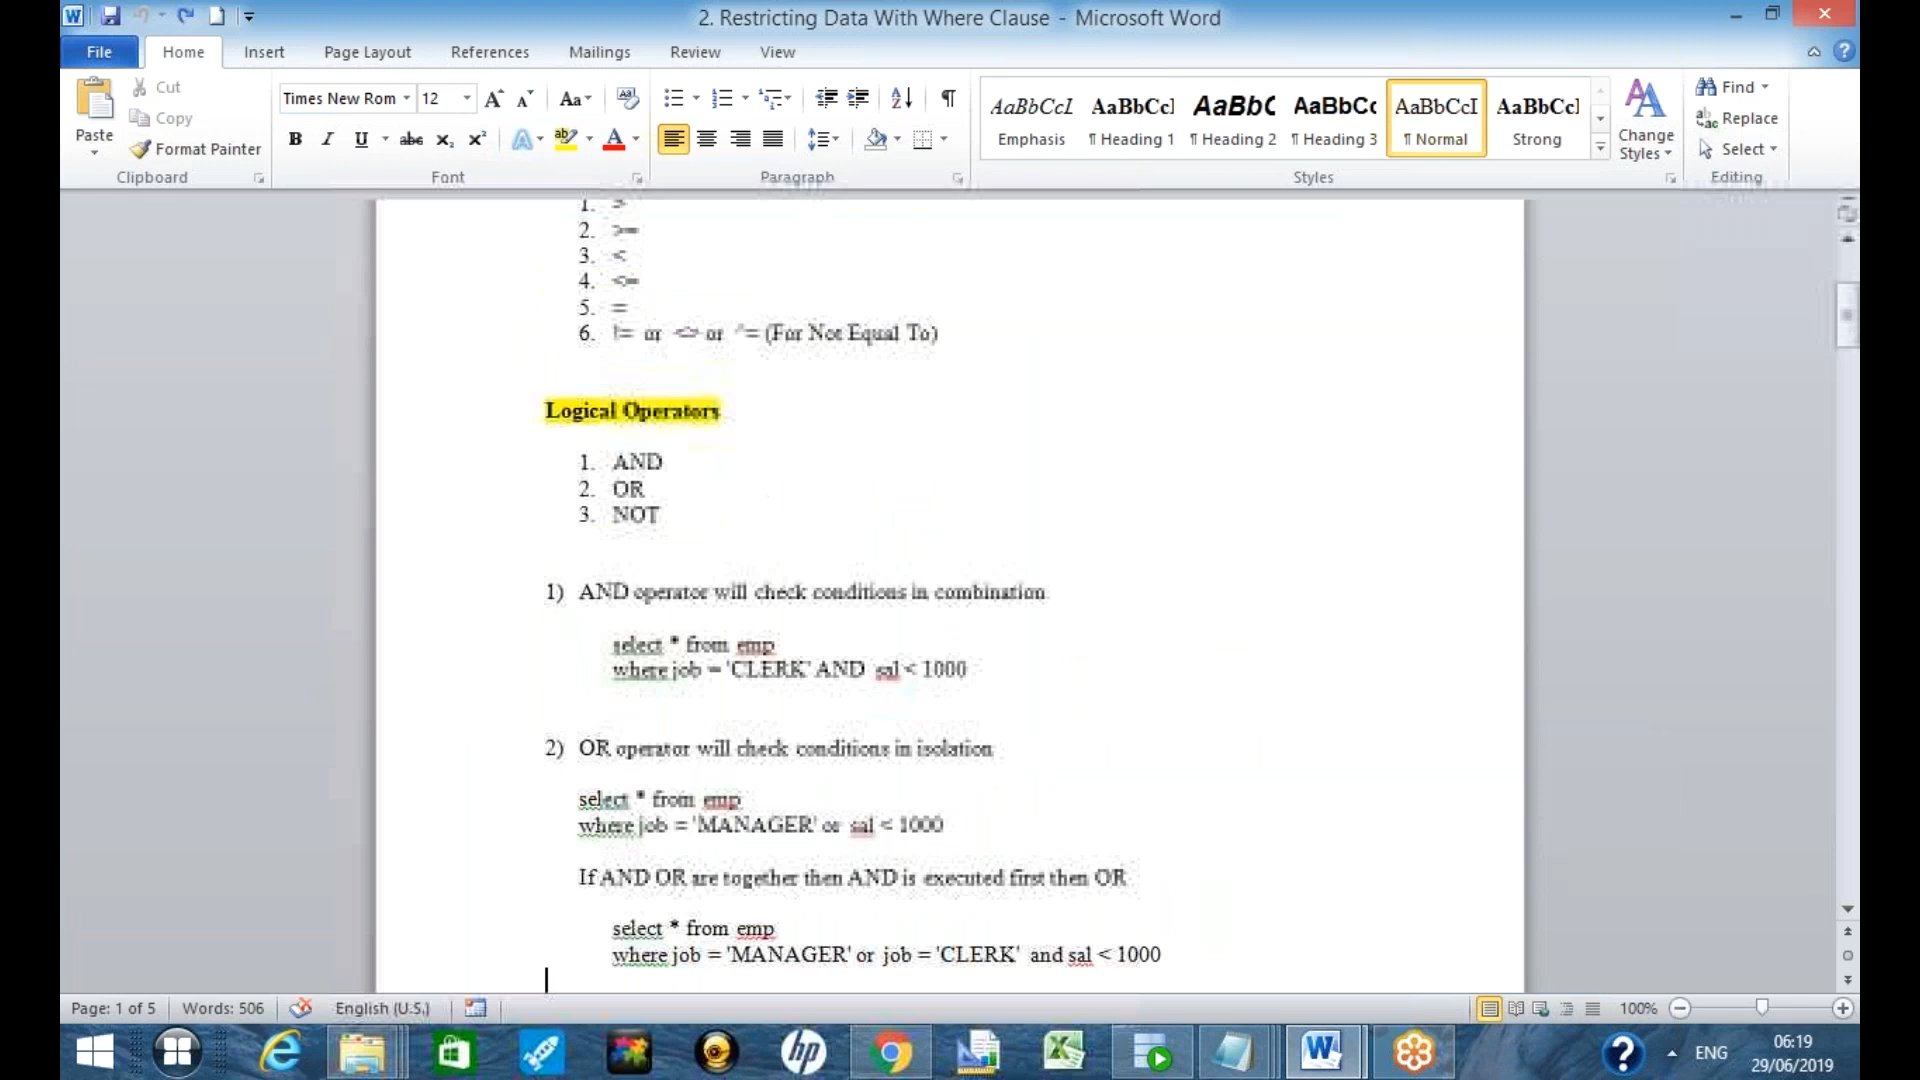 2. Restricting Data With Where Clause - Microsoft Word
File Home Insert Page Layout References Mailings Review View
Paste
Cut
Copy
Format Painter
Clipboard
Times New Rom 12
Font
Paragraph
AaBbCcI AaBbCcI AaBbC AaBbCc AaBbCcI AaBbCcI
Emphasis ¶ Heading 1 ¶ Heading 2 ¶ Heading 3 ¶ Normal Strong
Styles
Change
Styles
Find
Replace
Select
Editing
1. >
2. >=
3. <
4. <=
5. =
6. != or <> or ^= (For Not Equal To)
Logical Operators
1. AND
2. OR
3. NOT
1) AND operator will check conditions in combination
select * from emp
where job = 'CLERK' AND sal < 1000
2) OR operator will check conditions in isolation
select * from emp
where job = 'MANAGER' or sal < 1000
If AND OR are together then AND is executed first then OR
select * from emp
where job = 'MANAGER' or job = 'CLERK' and sal < 1000
Page: 1 of 5 Words: 506 English (U.S.) 100%
ENG
06:19
29/06/2019